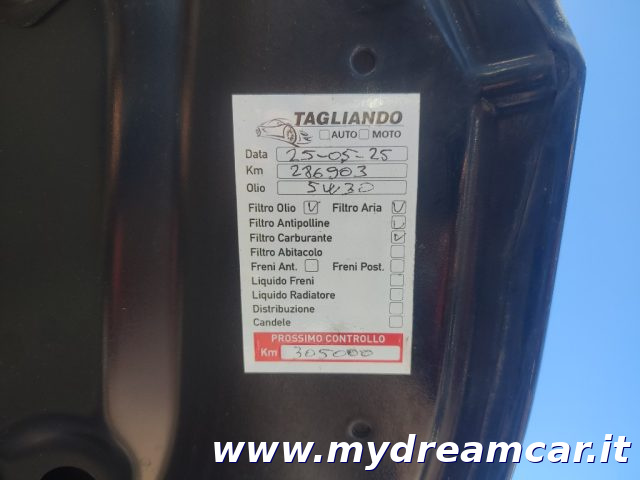 TAGLIANDO
AUTO MOTO
Data 25-05-25
Km 286903
Olio 5W30
Filtro Olio Filtro Aria
Filtro Antipolline
Filtro Carburante
Filtro Abitacolo
Freni Ant. Freni Post.
Liquido Freni
Liquido Radiatore
Distribuzione
Candele
PROSSIMO CONTROLLO
Km 305000
www.mydreamcar.it